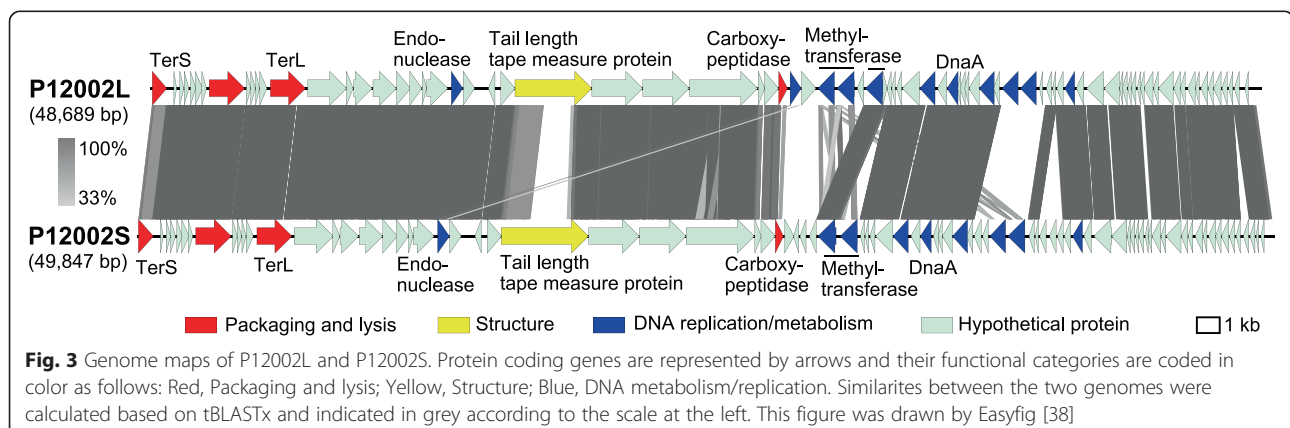 TerS
TerL
Endo-
nuclease
Tail length
tape measure protein
Carboxy-
peptidase
Methyl-
transferase
DnaA
P12002L
(48,689 bp)
100%
33%
P12002S
(49,847 bp)
TerS
TerL
Endo-
nuclease
Tail length
tape measure protein
Carboxy-
peptidase
Methyl-
transferase
DnaA
Packaging and lysis
Structure
DNA replication/metabolism
Hypothetical protein
1 kb
Fig. 3 Genome maps of P12002L and P12002S. Protein coding genes are represented by arrows and their functional categories are coded in
color as follows: Red, Packaging and lysis; Yellow, Structure; Blue, DNA metabolism/replication. Similarites between the two genomes were
calculated based on tBLASTx and indicated in grey according to the scale at the left. This figure was drawn by Easyfig [38]